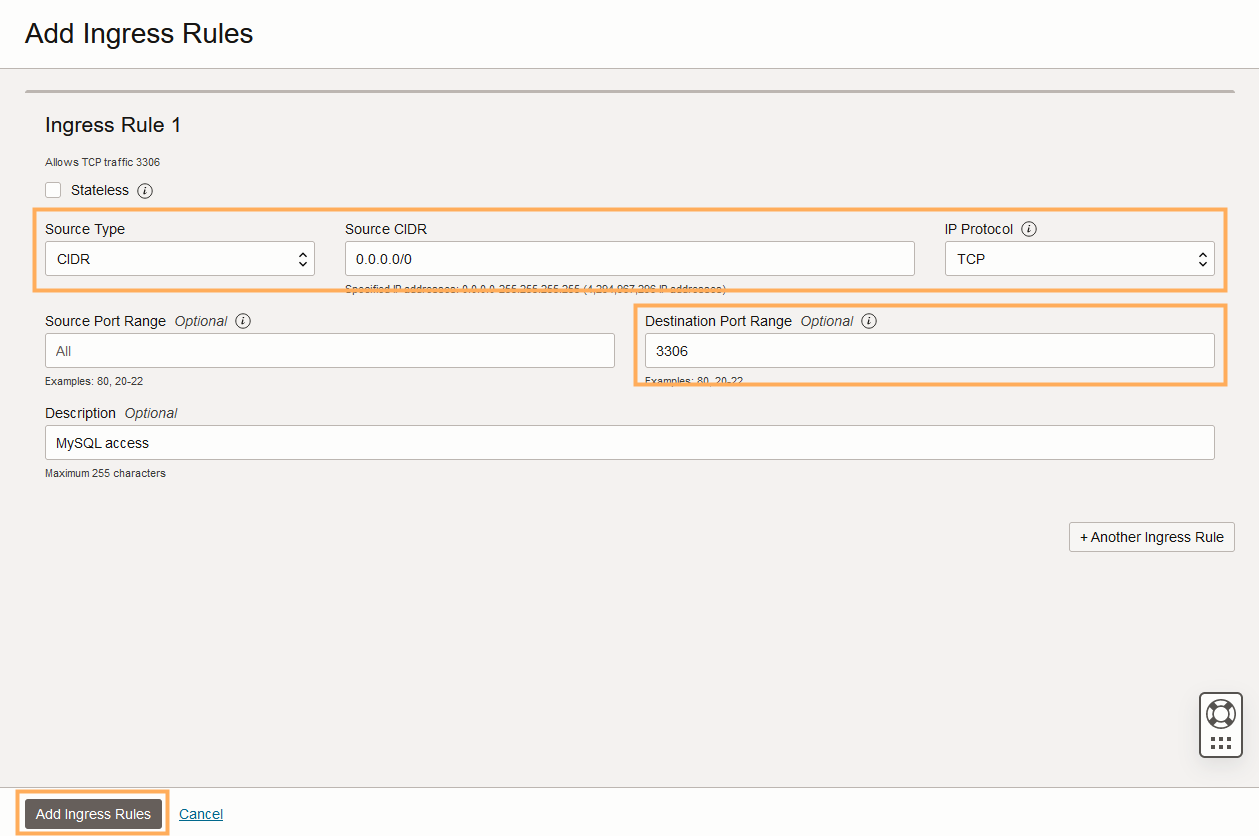 Add Ingress Rules
Ingress Rule 1
Allows TCP traffic 3306
Stateless
Source Type Source CIDR IP Protocol
CIDR 0.0.0.0/0 TCP
Specified IP addresses: 0.0.0.0-255.255.255.255 (4,294,967,296 IP addresses)
Source Port Range Optional Destination Port Range Optional
All 3306
Examples: 80, 20-22 Examples: 80, 20-22
Description Optional
MySQL access
Maximum 255 characters
+ Another Ingress Rule
Add Ingress Rules Cancel